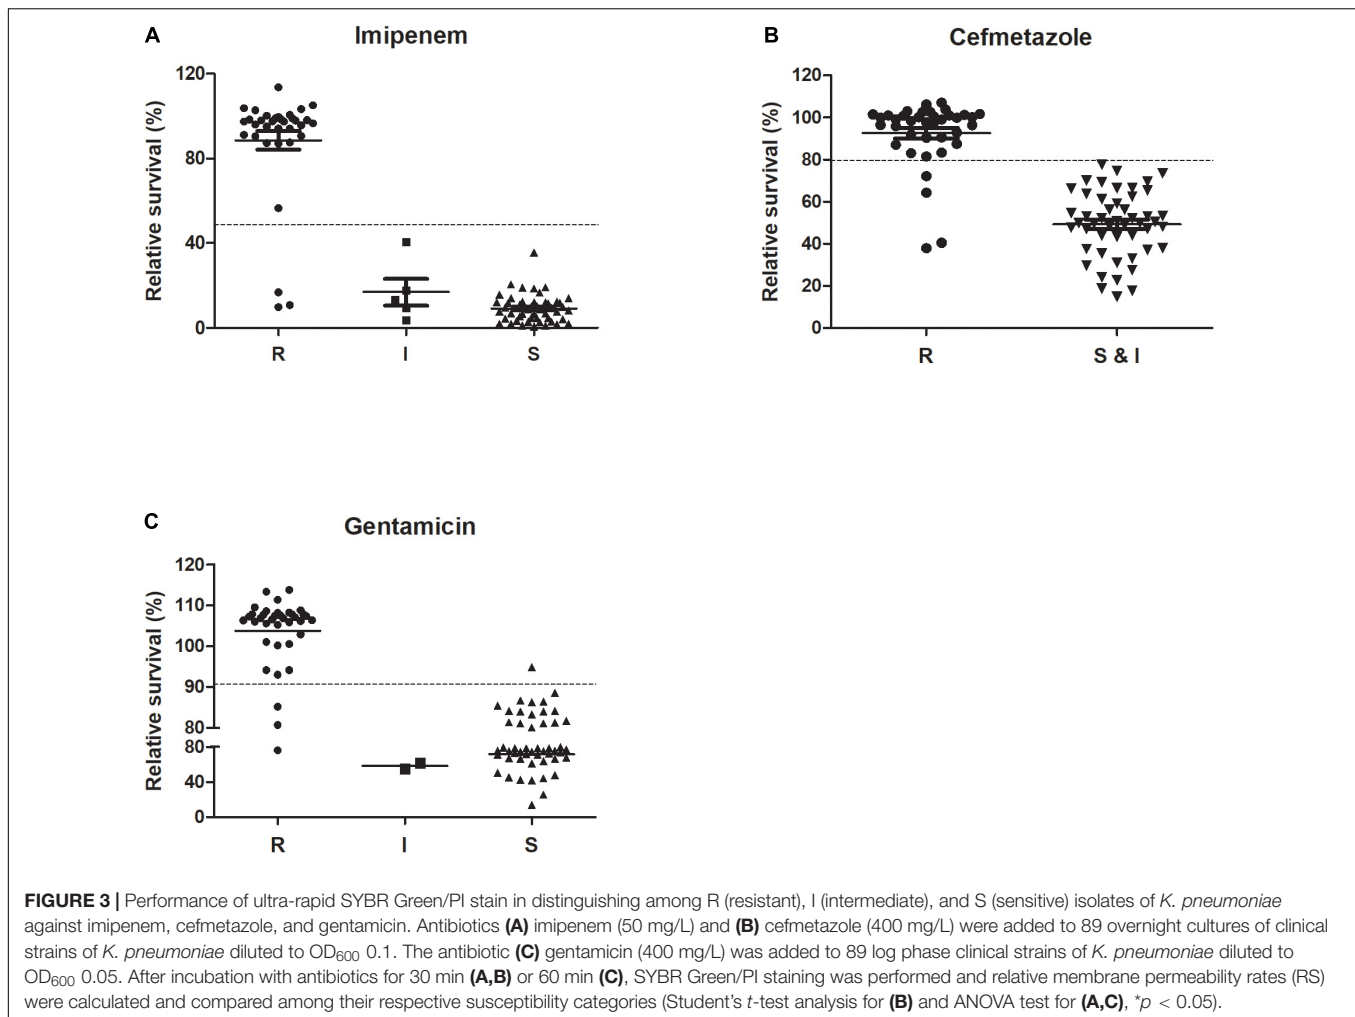 A
Imipenem
Relative survival (%)
120
80
40
0
R I S
B
Cefmetazole
Relative survival (%)
120
100
80
60
40
20
0
R S & I
C
Gentamicin
Relative survival (%)
120
110
100
90
80
80
40
0
R I S
FIGURE 3 | Performance of ultra-rapid SYBR Green/PI stain in distinguishing among R (resistant), I (intermediate), and S (sensitive) isolates of K. pneumoniae
against imipenem, cefmetazole, and gentamicin. Antibiotics (A) imipenem (50 mg/L) and (B) cefmetazole (400 mg/L) were added to 89 overnight cultures of clinical
strains of K. pneumoniae diluted to OD600 0.1. The antibiotic (C) gentamicin (400 mg/L) was added to 89 log phase clinical strains of K. pneumoniae diluted to
OD600 0.05. After incubation with antibiotics for 30 min (A,B) or 60 min (C), SYBR Green/PI staining was performed and relative membrane permeability rates (RS)
were calculated and compared among their respective susceptibility categories (Student's t-test analysis for (B) and ANOVA test for (A,C), *p < 0.05).